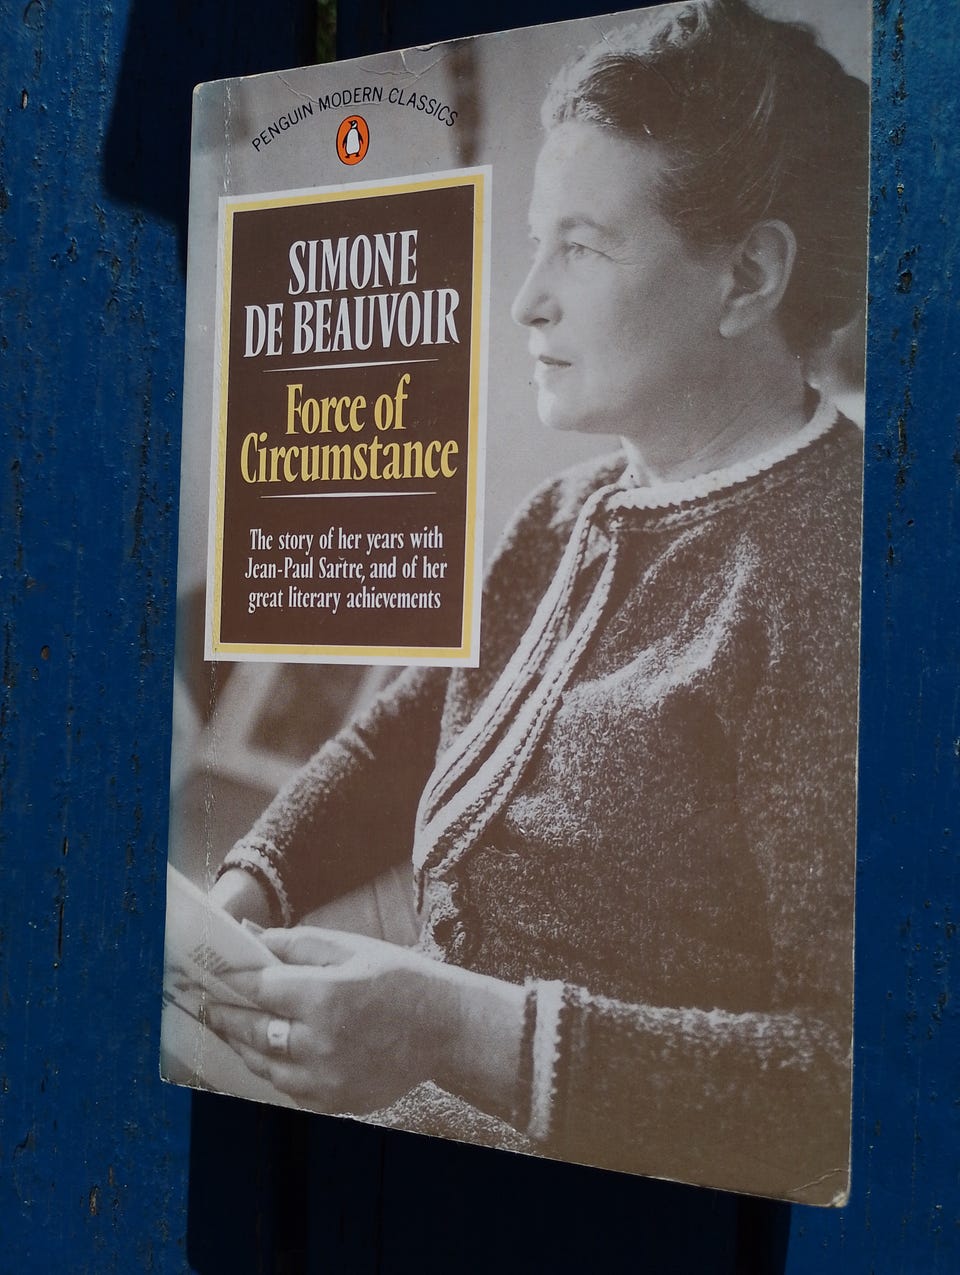 PENGUIN MODERN CLASSICS
SIMONE
DE BEAUVOIR
Force of
Circumstance
The story of her years with
Jean-Paul Sartre, and of her
great literary achievements